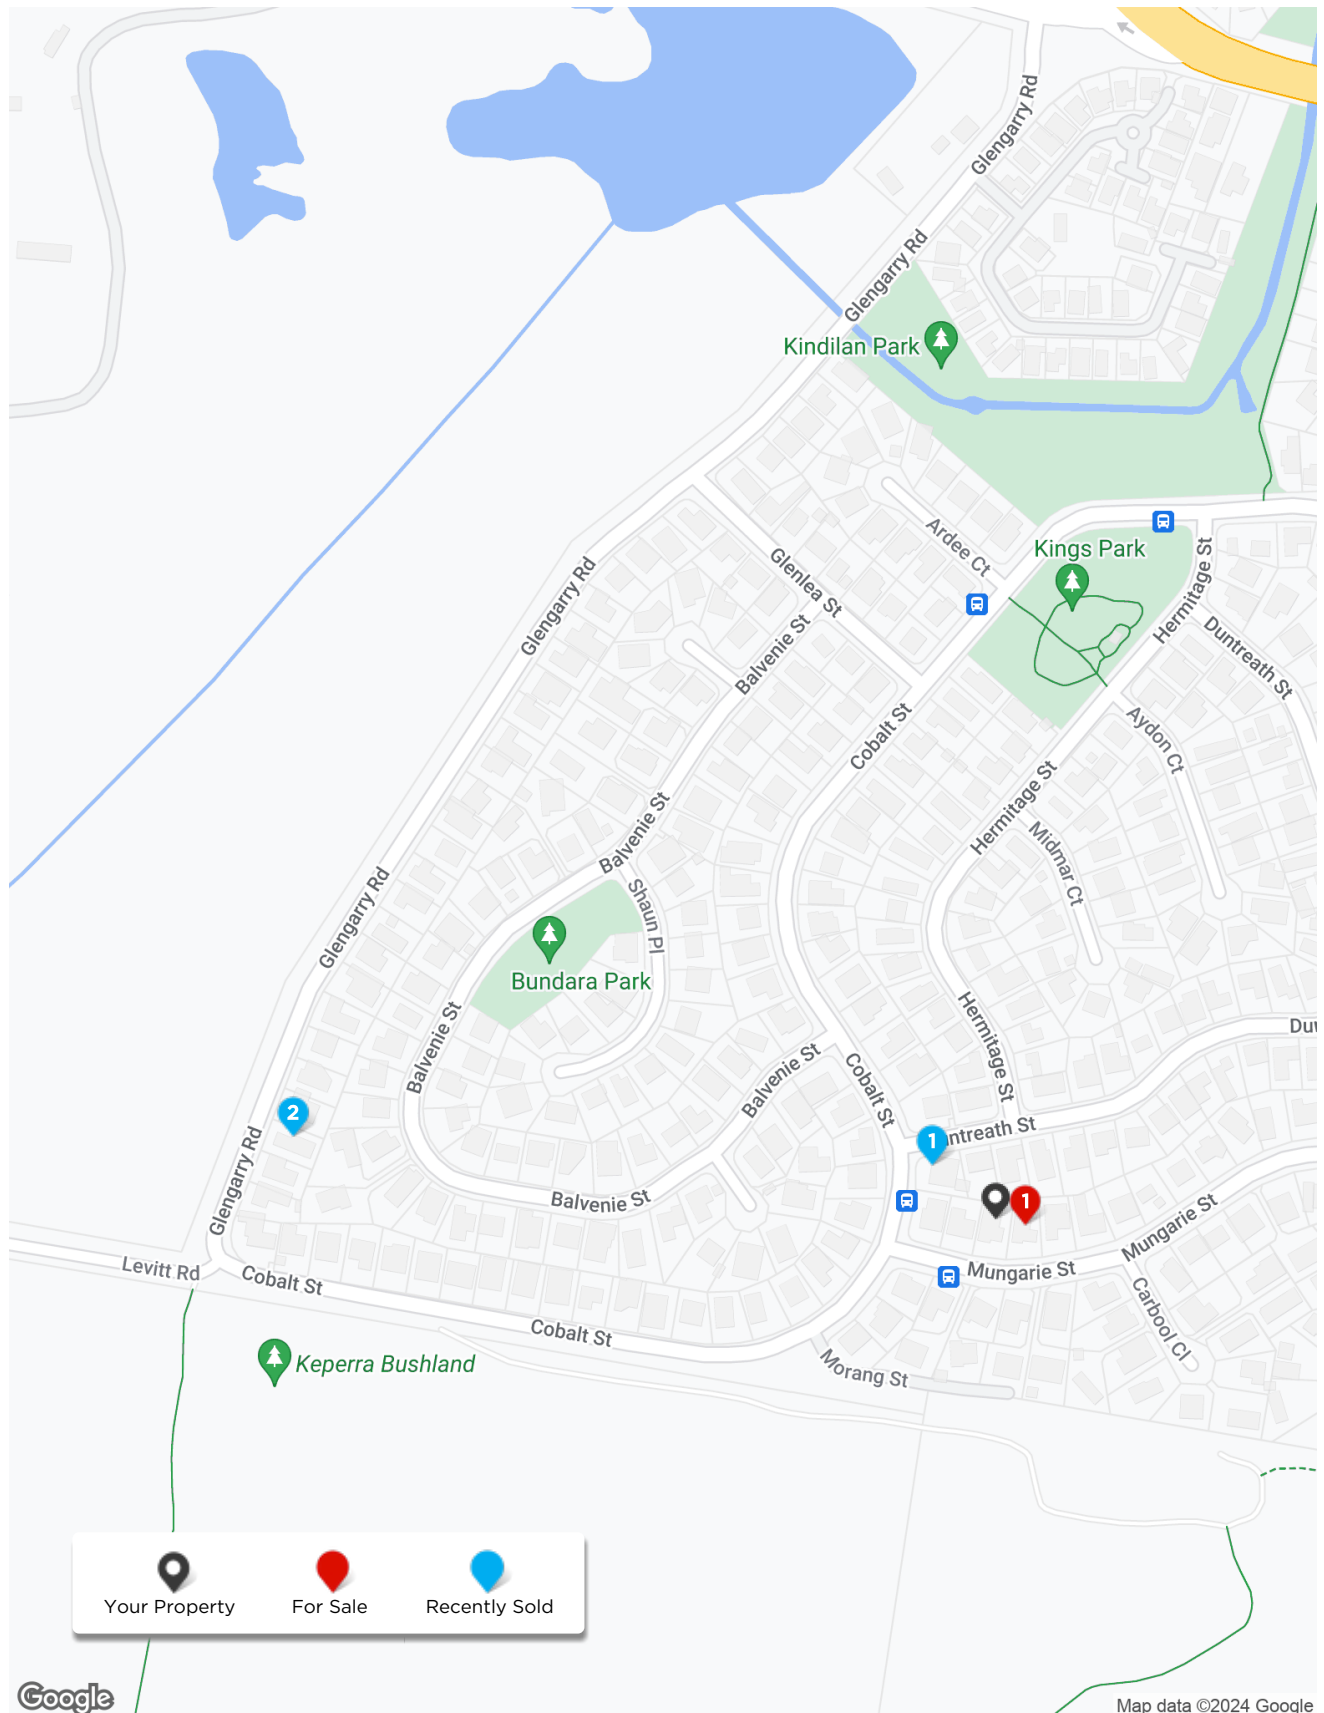 Glengarry Rd
Glengarry Rd
Kindilan Park
Ardee Ct
Kings Park
Glenlea St
Hermitage St
Glengarry Rd
Balvenie St
Duntreath St
Cobalt St
Aydon Ct
Hermitage St
Balvenie St
Midmar Ct
Shaun Pl
Glengarry Rd
Bundara Park
Hermitage St
Balvenie St
Balvenie St
Cobalt St
2
1
ntreath St
Glengarry Rd
Balvenie St
1
Mungarie St
Levitt Rd
Cobalt St
Mungarie St
Carbool Cl
Cobalt St
Keperra Bushland
Morang St
Your Property
For Sale
Recently Sold
Google
Map data ©2024 Google